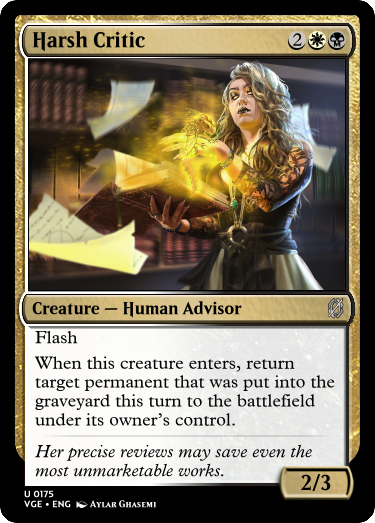 Harsh Critic 2
Creature — Human Advisor
Flash
When this creature enters, return
target permanent that was put into the
graveyard this turn to the battlefield
under its owner's control.
Her precise reviews may save even the
most unmarketable works.
2/3
U 0175
VGE • ENG Aylar Ghasemi